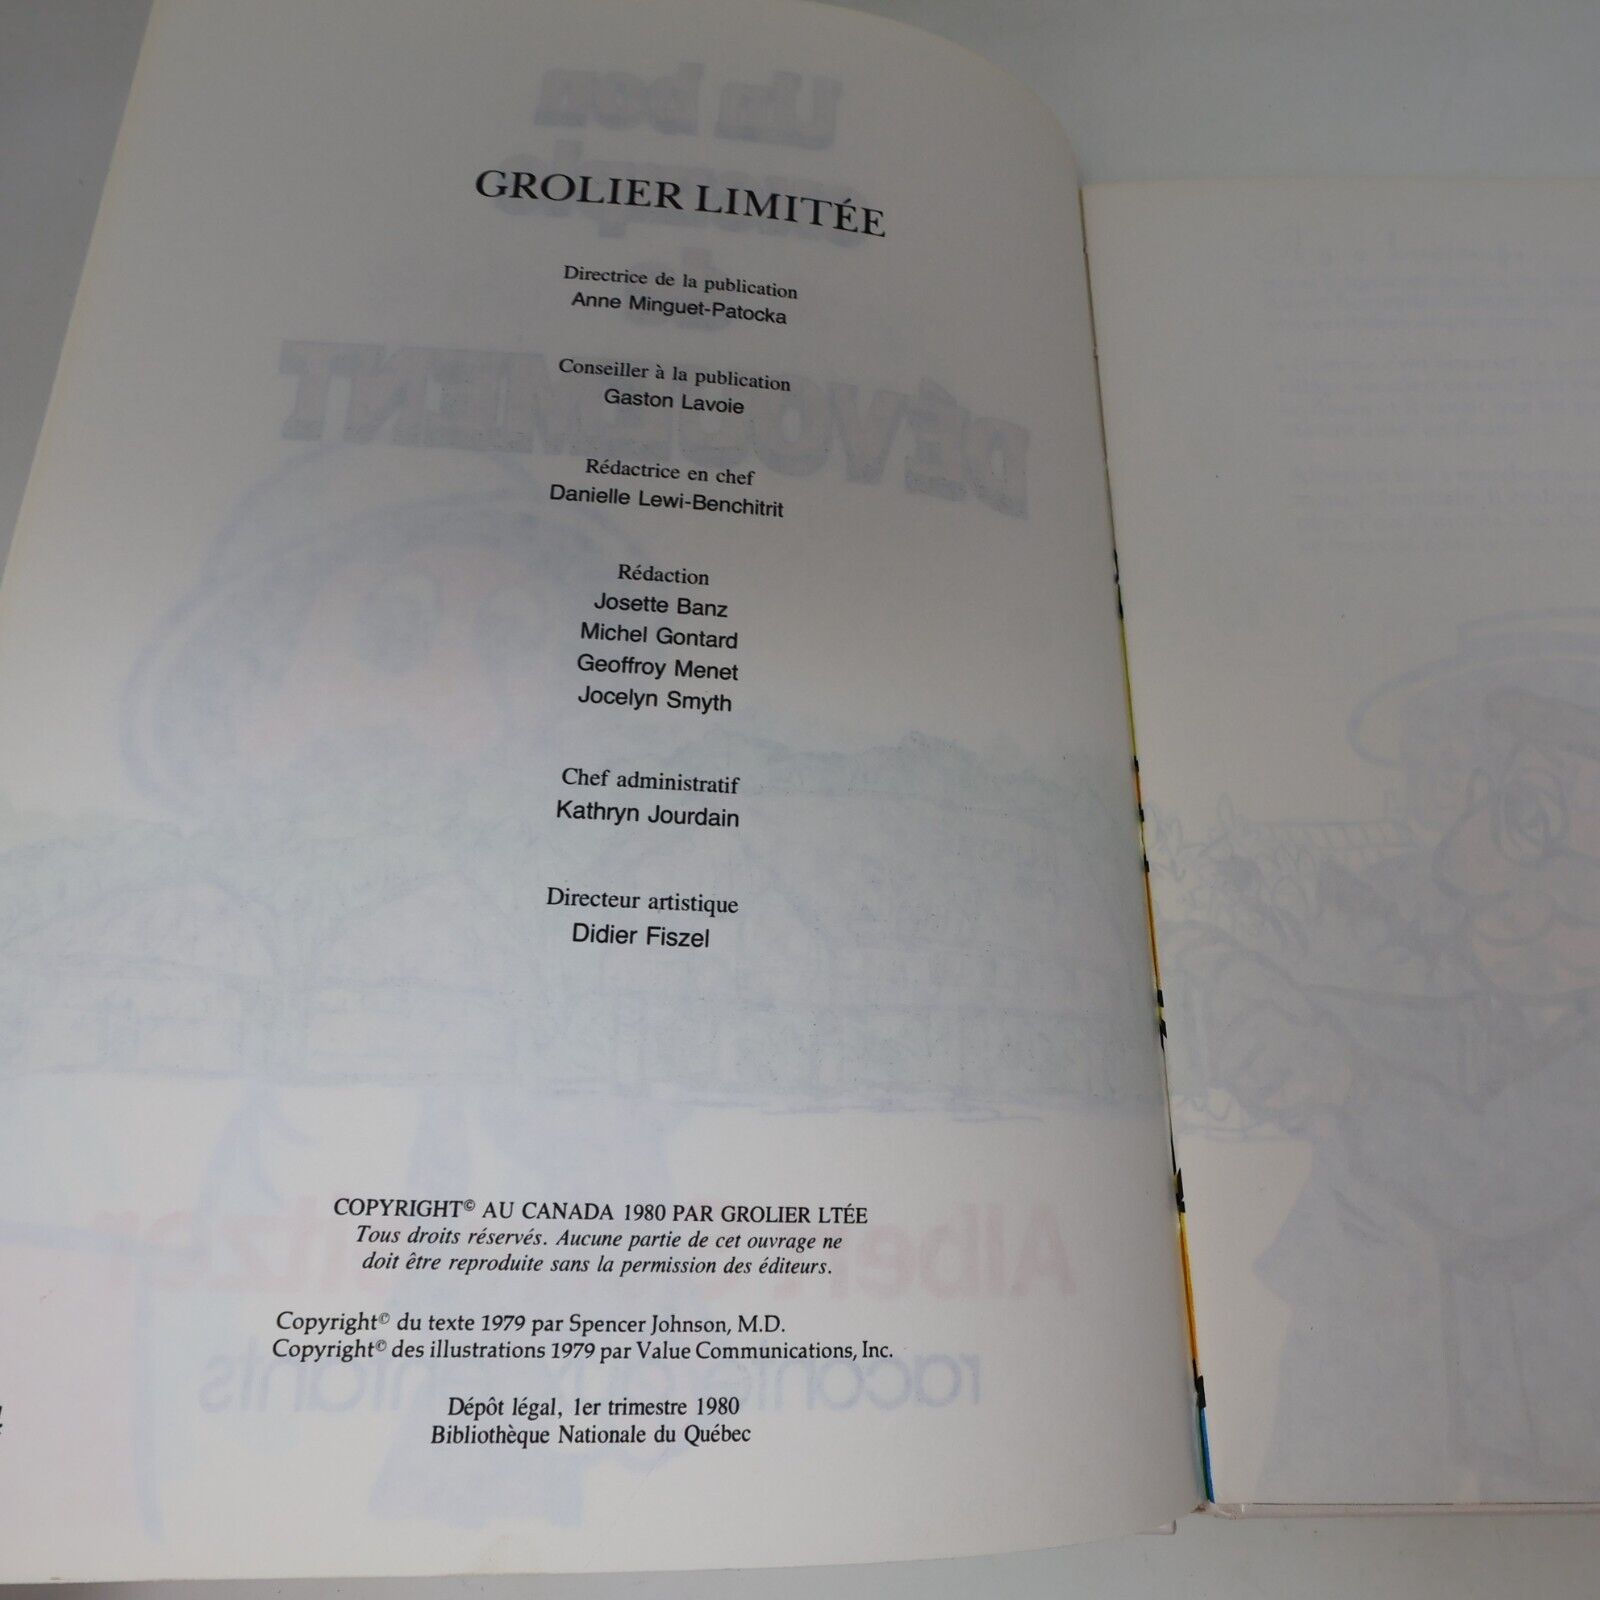 GROLIER LIMITÉE
Directrice de la publication
Anne Minguet-Patocka
Conseiller à la publication
Gaston Lavoie
Rédactrice en chef
Danielle Lewi-Benchitrit
Rédaction
Josette Banz
Michel Gontard
Geoffroy Menet
Jocelyn Smyth
Chef administratif
Kathryn Jourdain
Directeur artistique
Didier Fiszel
COPYRIGHT© AU CANADA 1980 PAR GROLIER LTÉE
Tous droits réservés. Aucune partie de cet ouvrage ne
doit être reproduite sans la permission des éditeurs.
Copyright© du texte 1979 par Spencer Johnson, M.D.
Copyright© des illustrations 1979 par Value Communications, Inc.
Dépôt légal, 1er trimestre 1980
Bibliothèque Nationale du Québec